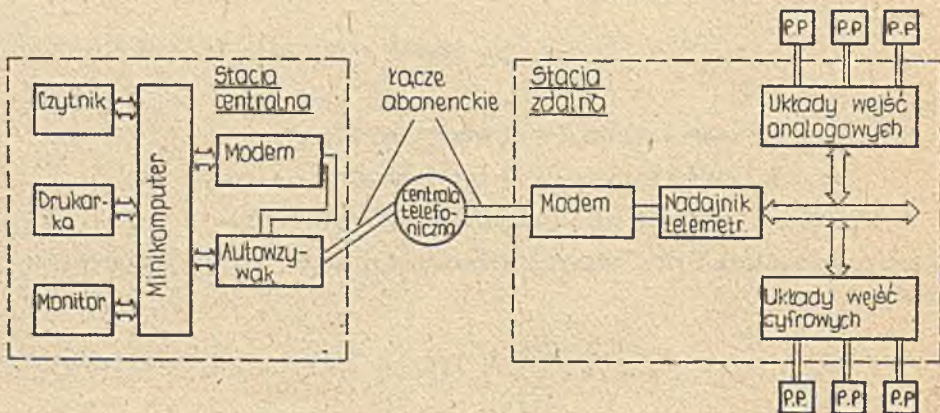 Stacja
centralna
Czytnik
Drukar-
ka
Monitor
Minikomputer
Modem
Autowzy-
wak
Łącze
abonenckie
centrala
telefo-
niczna
Stacja
zdalna
Modem
Nadajnik
telemetr.
P.P P.P P.P
Układy wejść
analogowych
Układy wejść
cyfrowych
P.P. P.P P.P